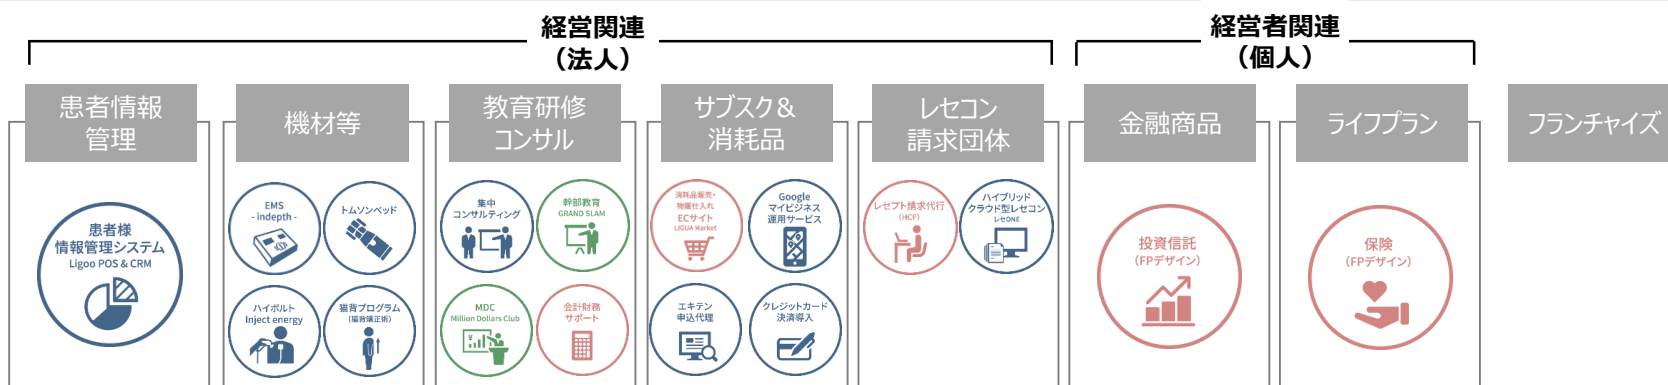 経営関連
（法人）
経営者関連
（個人）
患者情報
管理
機材等
教育研修
コンサル
サブスク＆
消耗品
レセコン
請求団体
金融商品
ライフプラン
フランチャイズ
患者様
情報管理システム
Ligoo POS & CRM
EMS
- indepth -
トムソンベッド
ハイボルト
Inject energy
猫背プログラム
（猫背矯正術）
集中
コンサルティング
幹部教育
GRAND SLAM
MDC
Million Dollars Club
会計財務
サポート
消耗品販売・
物販仕入れ
ECサイト
LIGUA Market
Google
マイビジネス
運用サービス
エキテン
申込代理
クレジットカード
決済導入
レセプト請求代行
（HCF）
ハイブリッド
クラウド型レセコン
レセONE
投資信託
（FPデザイン）
保険
（FPデザイン）